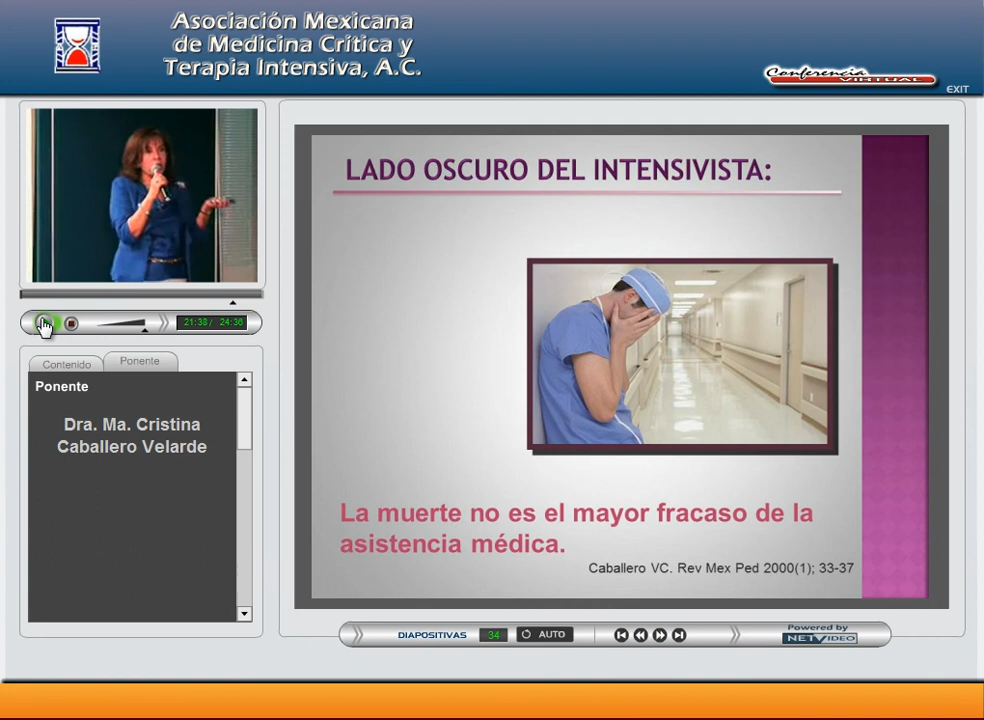 Asociación Mexicana
de Medicina Crítica y
Terapia Intensiva, A.C.
Conferencia
VIRTUAL
EXIT
LADO OSCURO DEL INTENSIVISTA:
21:38 / 24:36
Contenido
Ponente
Ponente
Dra. Ma. Cristina
Caballero Velarde
La muerte no es el mayor fracaso de la
asistencia médica.
Caballero VC. Rev Mex Ped 2000(1); 33-37
DIAPOSITIVAS 34 AUTO
Powered by
NETVIDEO